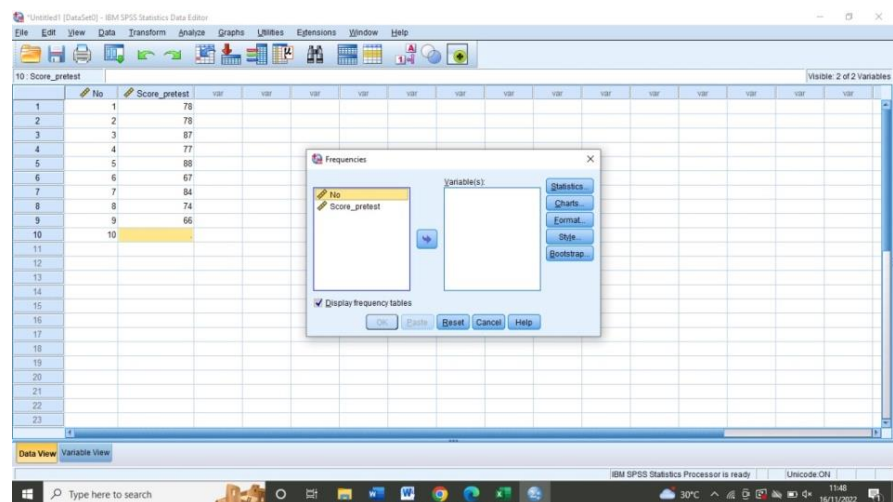 *Untitled1 [DataSet0] - IBM SPSS Statistics Data Editor
File Edit View Data Transform Analyze Graphs Utilities Extensions Window Help
10 : Score_pretest
Visible: 2 of 2 Variables
No Score_pretest var var var var var var var var var var var var
1 1 78
2 2 78
3 3 87
4 4 77
5 5 88
6 6 67
7 7 84
8 8 74
9 9 66
10 10 .
11
12
13
14
15
16
17
18
19
20
21
22
23
Frequencies
Variable(s):
No
Score_pretest
Statistics...
Charts...
Format...
Style...
Bootstrap...
Display frequency tables
OK Paste Reset Cancel Help
Data View Variable View
IBM SPSS Statistics Processor is ready Unicode:ON
Type here to search
30°C
11:48
16/11/2022